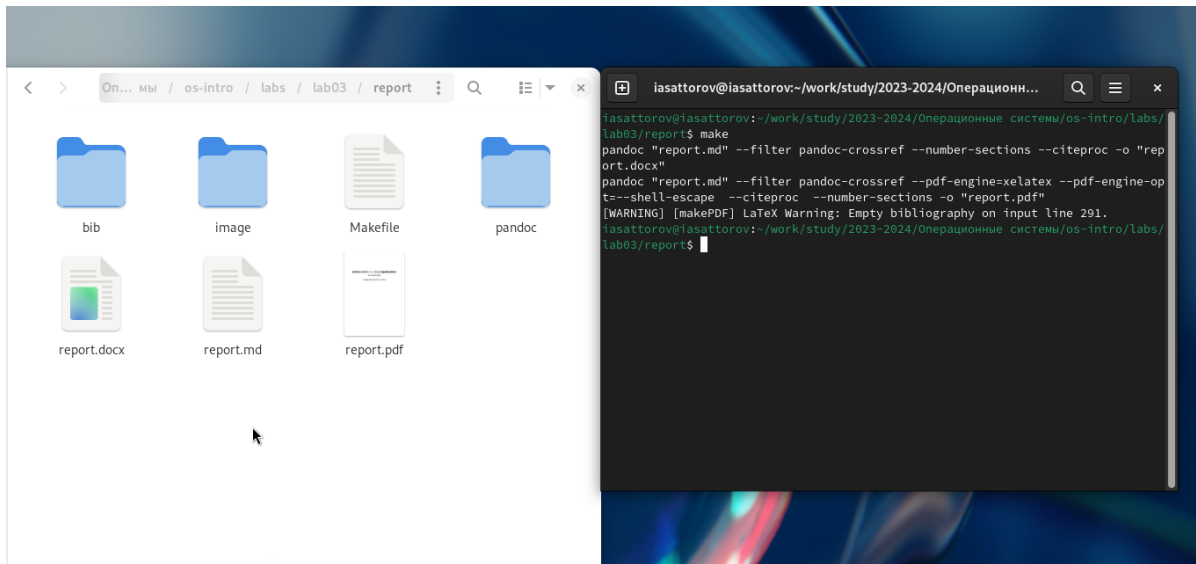 Оп... мы / os-intro / labs / lab03 / report
bib
image
Makefile
pandoc
report.docx
report.md
report.pdf
iasattorov@iasattorov:~/work/study/2023-2024/Операционн...
iasattorov@iasattorov:~/work/study/2023-2024/Операционные системы/os-intro/labs/
lab03/report$ make
pandoc "report.md" --filter pandoc-crossref --number-sections --citeproc -o "rep
ort.docx"
pandoc "report.md" --filter pandoc-crossref --pdf-engine=xelatex --pdf-engine-op
t=--shell-escape  --citeproc  --number-sections -o "report.pdf"
[WARNING] [makePDF] LaTeX Warning: Empty bibliography on input line 291.
iasattorov@iasattorov:~/work/study/2023-2024/Операционные системы/os-intro/labs/
lab03/report$